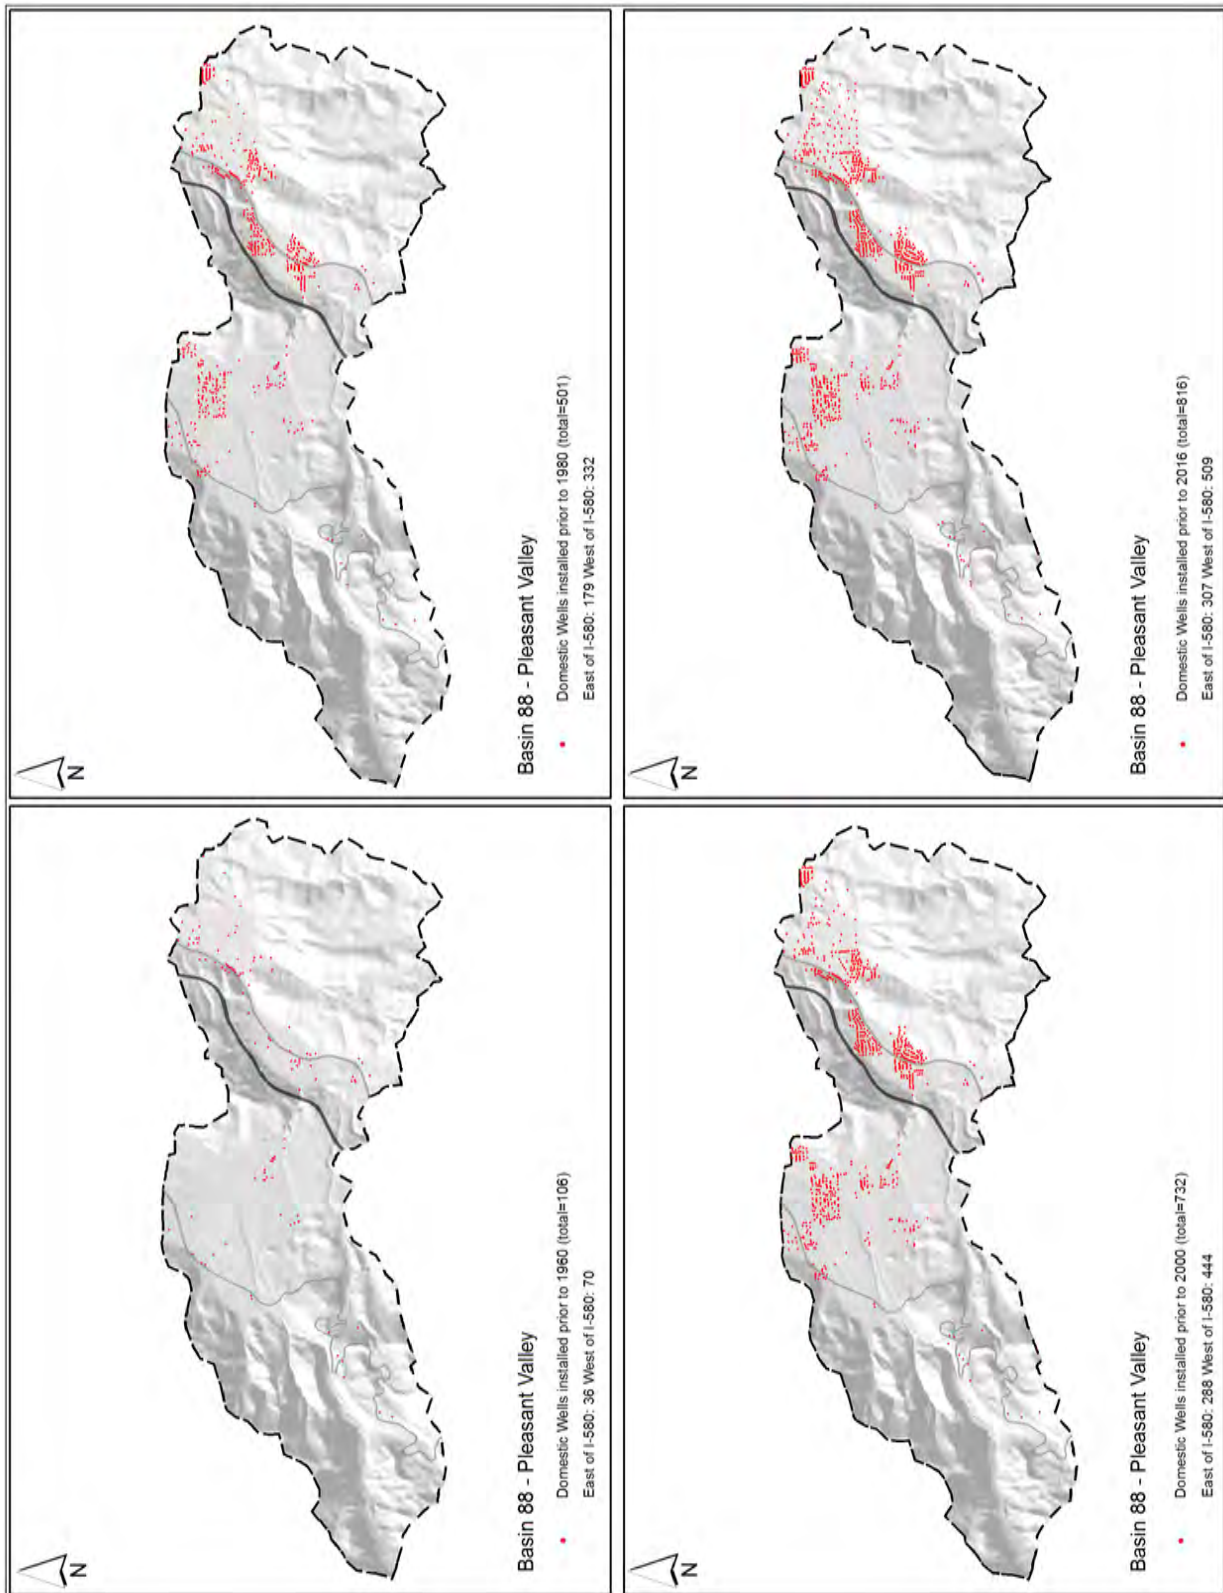 N
Basin 88 - Pleasant Valley
Domestic Wells installed prior to 1960 (total=106)
East of I-580: 36 West of I-580: 70
N
Basin 88 - Pleasant Valley
Domestic Wells installed prior to 1980 (total=501)
East of I-580: 179 West of I-580: 332
N
Basin 88 - Pleasant Valley
Domestic Wells installed prior to 2000 (total=732)
East of I-580: 288 West of I-580: 444
N
Basin 88 - Pleasant Valley
Domestic Wells installed prior to 2016 (total=816)
East of I-580: 307 West of I-580: 509